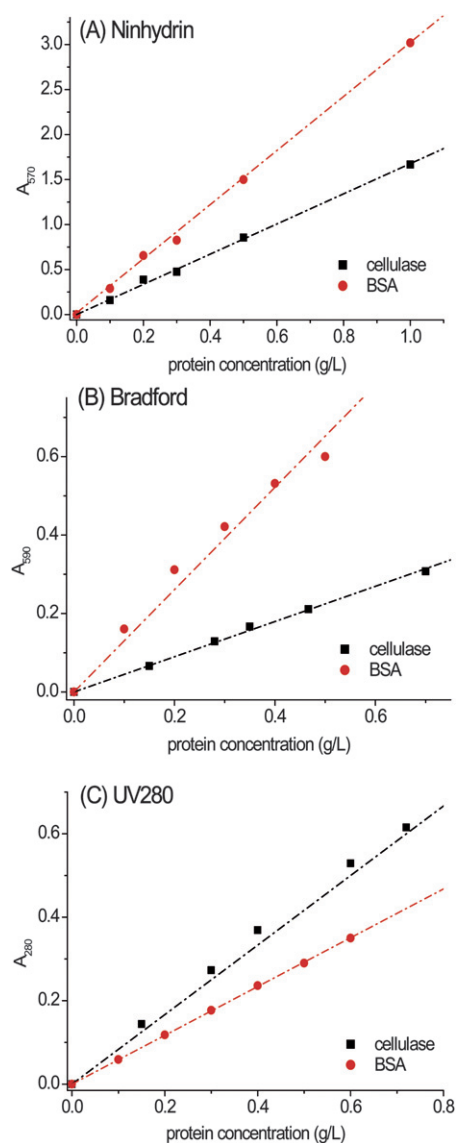 (A) Ninhydrin
3.0
2.5
2.0
1.5
1.0
0.5
0.0
A570
cellulase
BSA
0.0 0.2 0.4 0.6 0.8 1.0
protein concentration (g/L)
(B) Bradford
0.6
0.4
0.2
0.0
A590
cellulase
BSA
0.0 0.2 0.4 0.6
protein concentration (g/L)
(C) UV280
0.6
0.4
0.2
0.0
A280
cellulase
BSA
0.0 0.2 0.4 0.6 0.8
protein concentration (g/L)